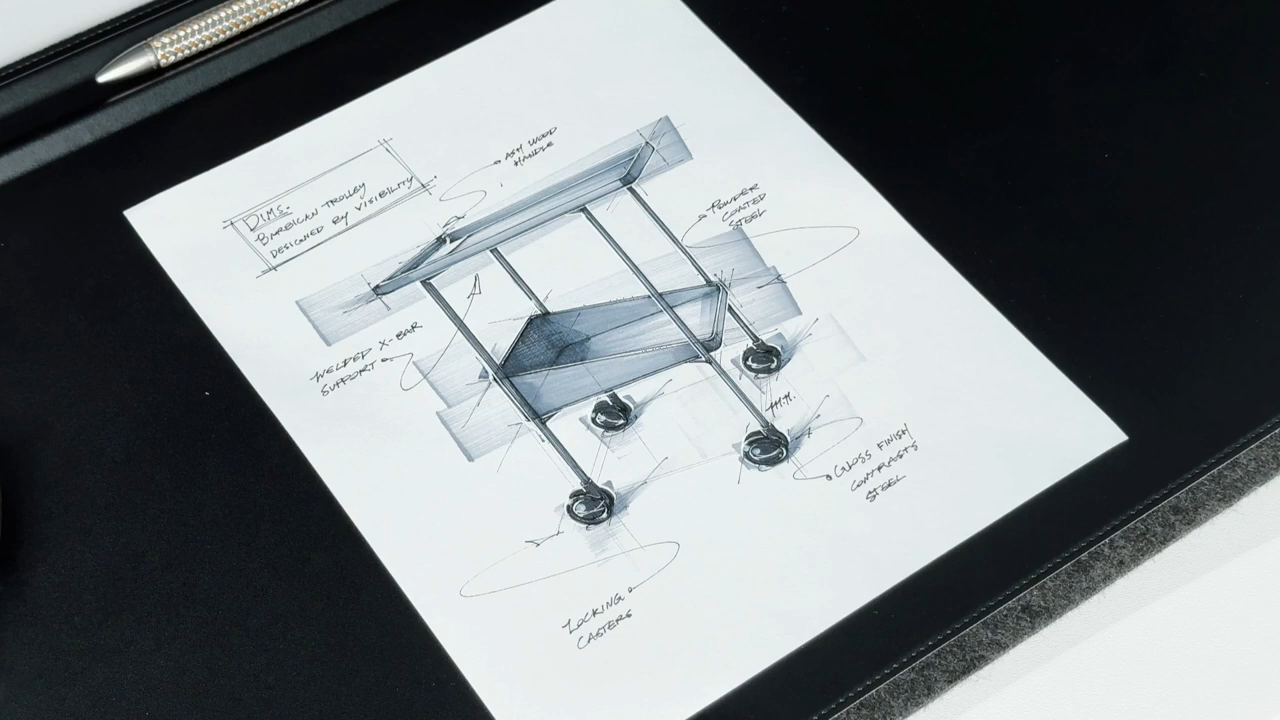 DIMS.
BARBICAN TROLLEY
DESIGNED BY VISIBILITY.
ASH WOOD
HANDLE
POWDER
COATED
STEEL
WELDED X-BAR
SUPPORT
GLOSS FINISH
CONTRASTS
STEEL
LOCKING
CASTERS